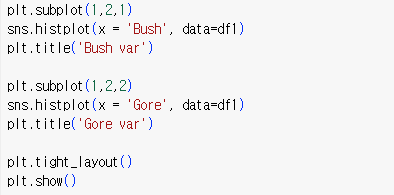 plt.subplot(1,2,1)
sns.histplot(x = 'Bush', data=df1)
plt.title('Bush var')

plt.subplot(1,2,2)
sns.histplot(x = 'Gore', data=df1)
plt.title('Gore var')

plt.tight_layout()
plt.show()